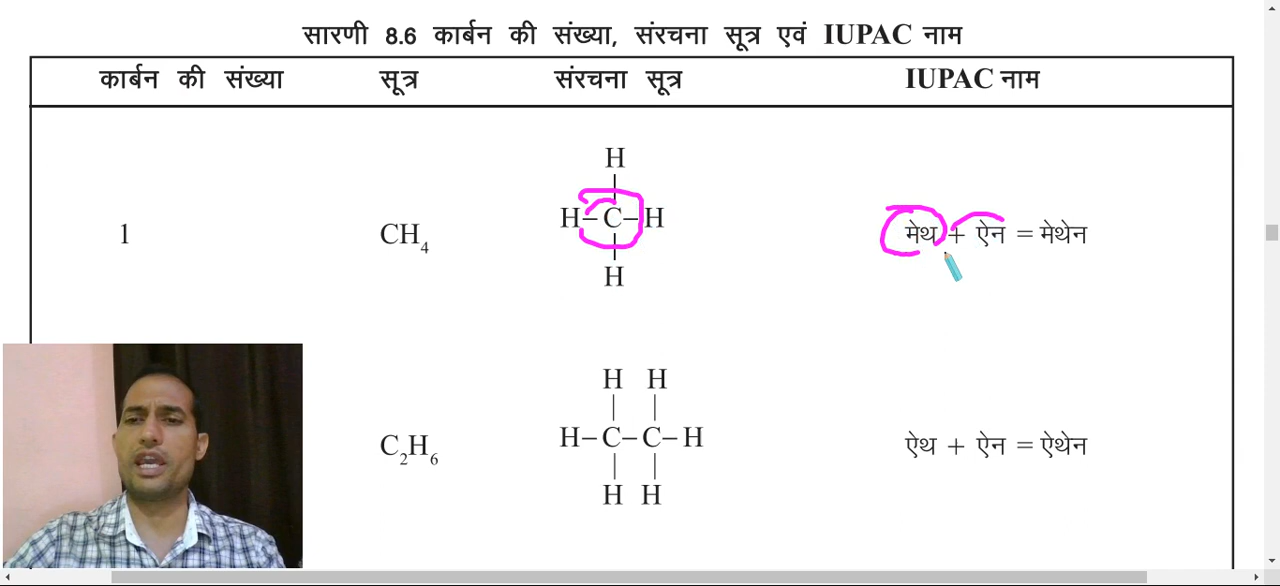 सारणी 8.6 कार्बन की संख्या, संरचना सूत्र एवं IUPAC नाम
कार्बन की संख्या सूत्र संरचना सूत्र IUPAC नाम
H
|
1 CH₄ H–C–H मेथ + ऐन = मेथेन
|
H
H H
| |
C₂H₆ H–C–C–H ऐथ + ऐन = ऐथेन
| |
H H